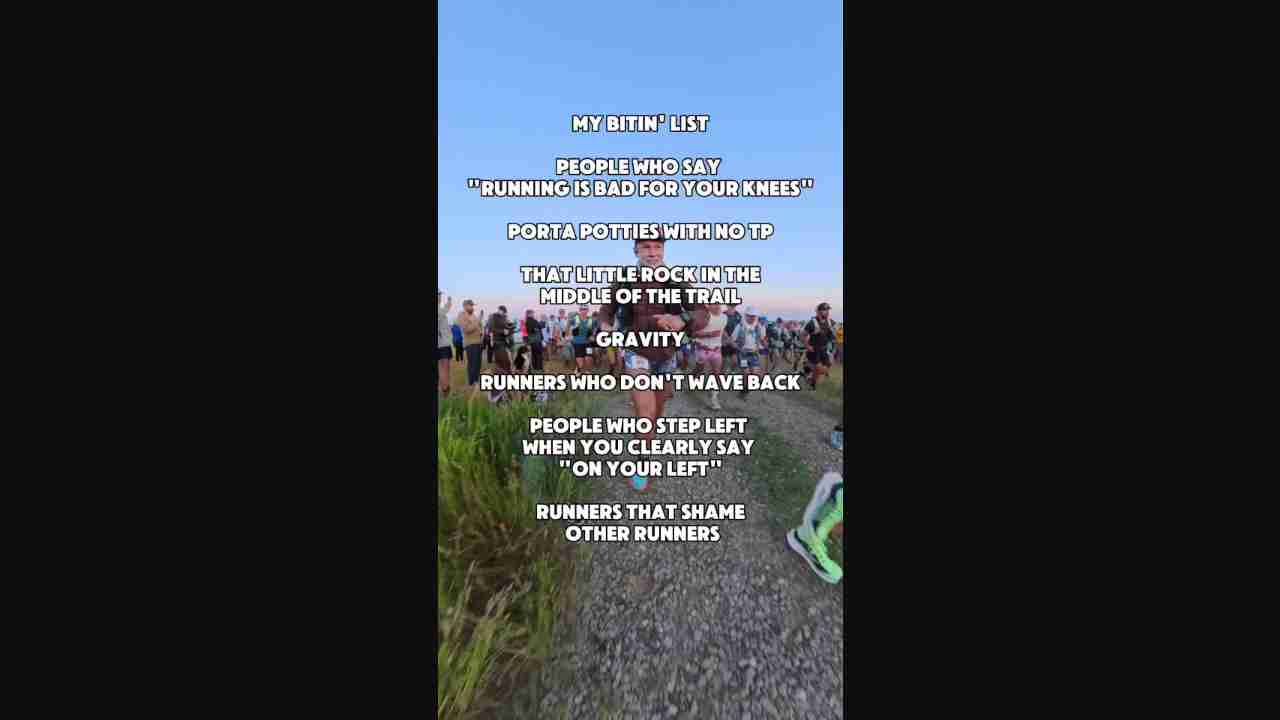 MY BITIN' LIST
PEOPLE WHO SAY
"RUNNING IS BAD FOR YOUR KNEES"
PORTA POTTIES WITH NO TP
THAT LITTLE ROCK IN THE
MIDDLE OF THE TRAIL
GRAVITY
RUNNERS WHO DON'T WAVE BACK
PEOPLE WHO STEP LEFT
WHEN YOU CLEARLY SAY
"ON YOUR LEFT"
RUNNERS THAT SHAME
OTHER RUNNERS